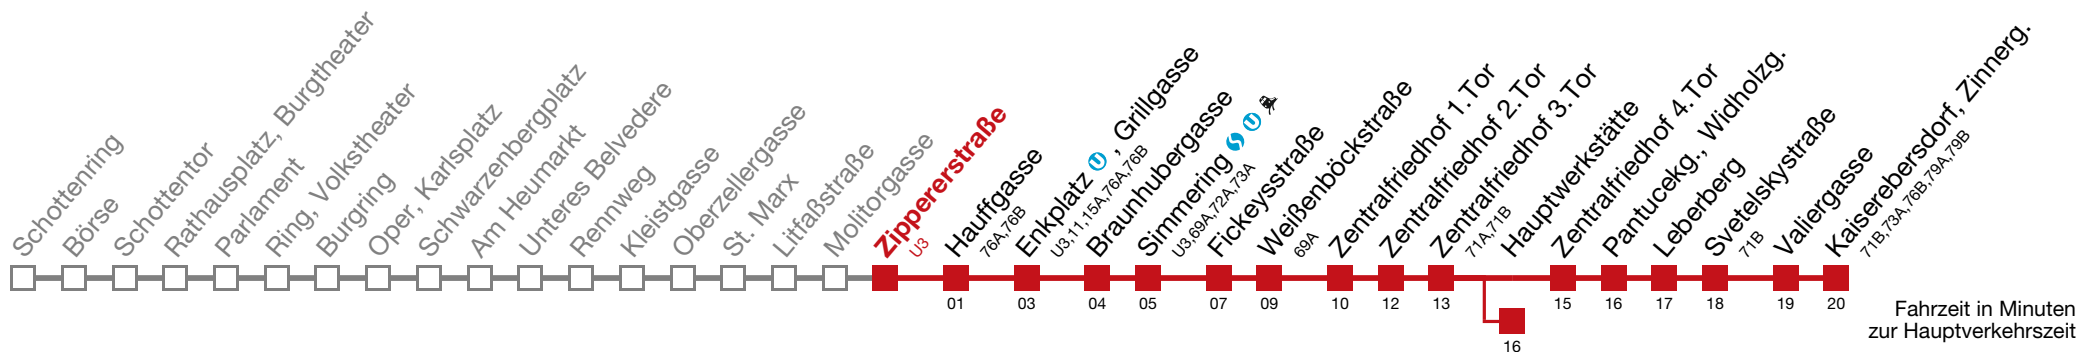 Schottenring
Börse
Schottentor
Rathausplatz, Burgtheater
Parlament
Ring, Volkstheater
Burgring
Oper, Karlsplatz
Schwarzenbergplatz
Am Heumarkt
Unteres Belvedere
Rennweg
Kleistgasse
Oberzellergasse
St. Marx
Litfaßstraße
Molitorgasse
Zippererstraße
U3
Hauffgasse
76A,76B
Enkplatz U , Grillgasse
U3,11,15A,76A,76B
Braunhubergasse
Simmering S U
U3,69A,72A,73A
Fickeysstraße
Weißenböckstraße
69A
Zentralfriedhof 1.Tor
Zentralfriedhof 2.Tor
Zentralfriedhof 3.Tor
71A,71B
Hauptwerkstätte
Zentralfriedhof 4.Tor
Pantucekg., Widholzg.
Leberberg
Svetelskystraße
71B
Valiergasse
Kaiserebersdorf, Zinnerg.
71B,73A,76B,79A,79B
01 03 04 05 07 09 10 12 13 15 16 17 18 19 20
16
Fahrzeit in Minuten
zur Hauptverkehrszeit